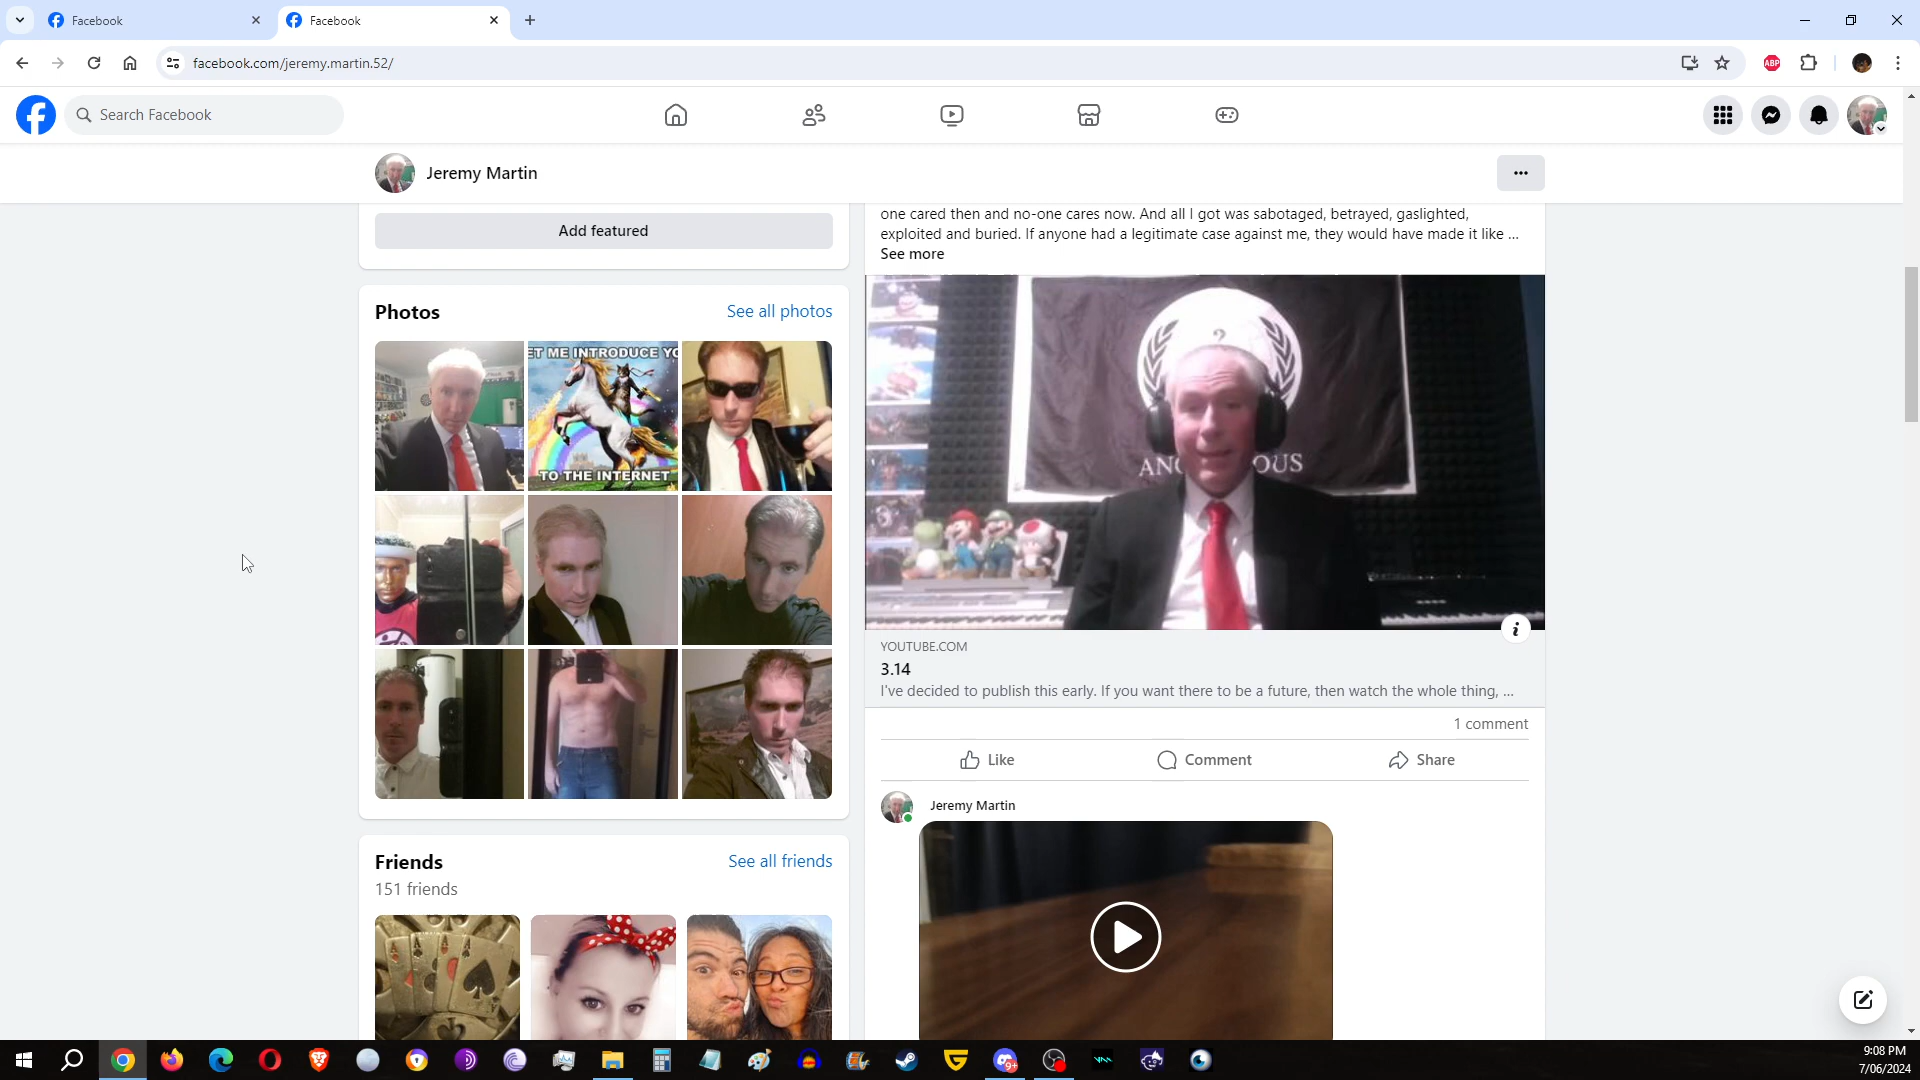 Facebook
Facebook
facebook.com/jeremy.martin.52/
ABP
Search Facebook
Jeremy Martin
Add featured
Photos
See all photos
ET ME INTRODUCE YO
TO THE INTERNET
Friends
See all friends
151 friends
one cared then and no-one cares now. And all I got was sabotaged, betrayed, gaslighted,
exploited and buried. If anyone had a legitimate case against me, they would have made it like ...
See more
YOUTUBE.COM
3.14
I've decided to publish this early. If you want there to be a future, then watch the whole thing, ...
1 comment
Like
Comment
Share
Jeremy Martin
9:08 PM
7/06/2024